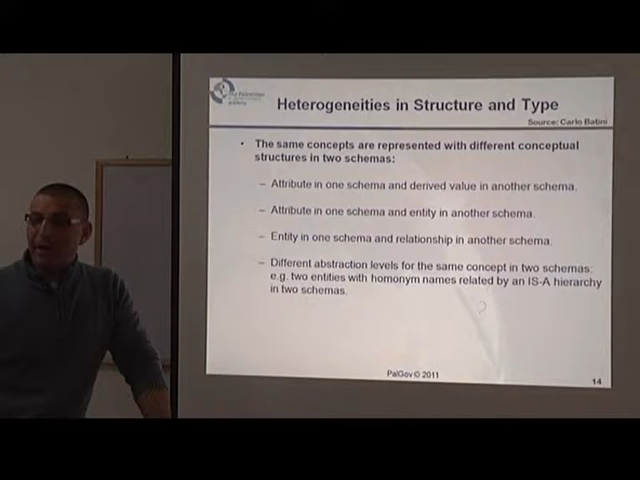 Heterogeneities in Structure and Type
Source: Carlo Batini
• The same concepts are represented with different conceptual
structures in two schemas:
– Attribute in one schema and derived value in another schema.
– Attribute in one schema and entity in another schema.
– Entity in one schema and relationship in another schema.
– Different abstraction levels for the same concept in two schemas:
e.g. two entities with homonym names related by an IS-A hierarchy
in two schemas.
PalGov © 2011
14